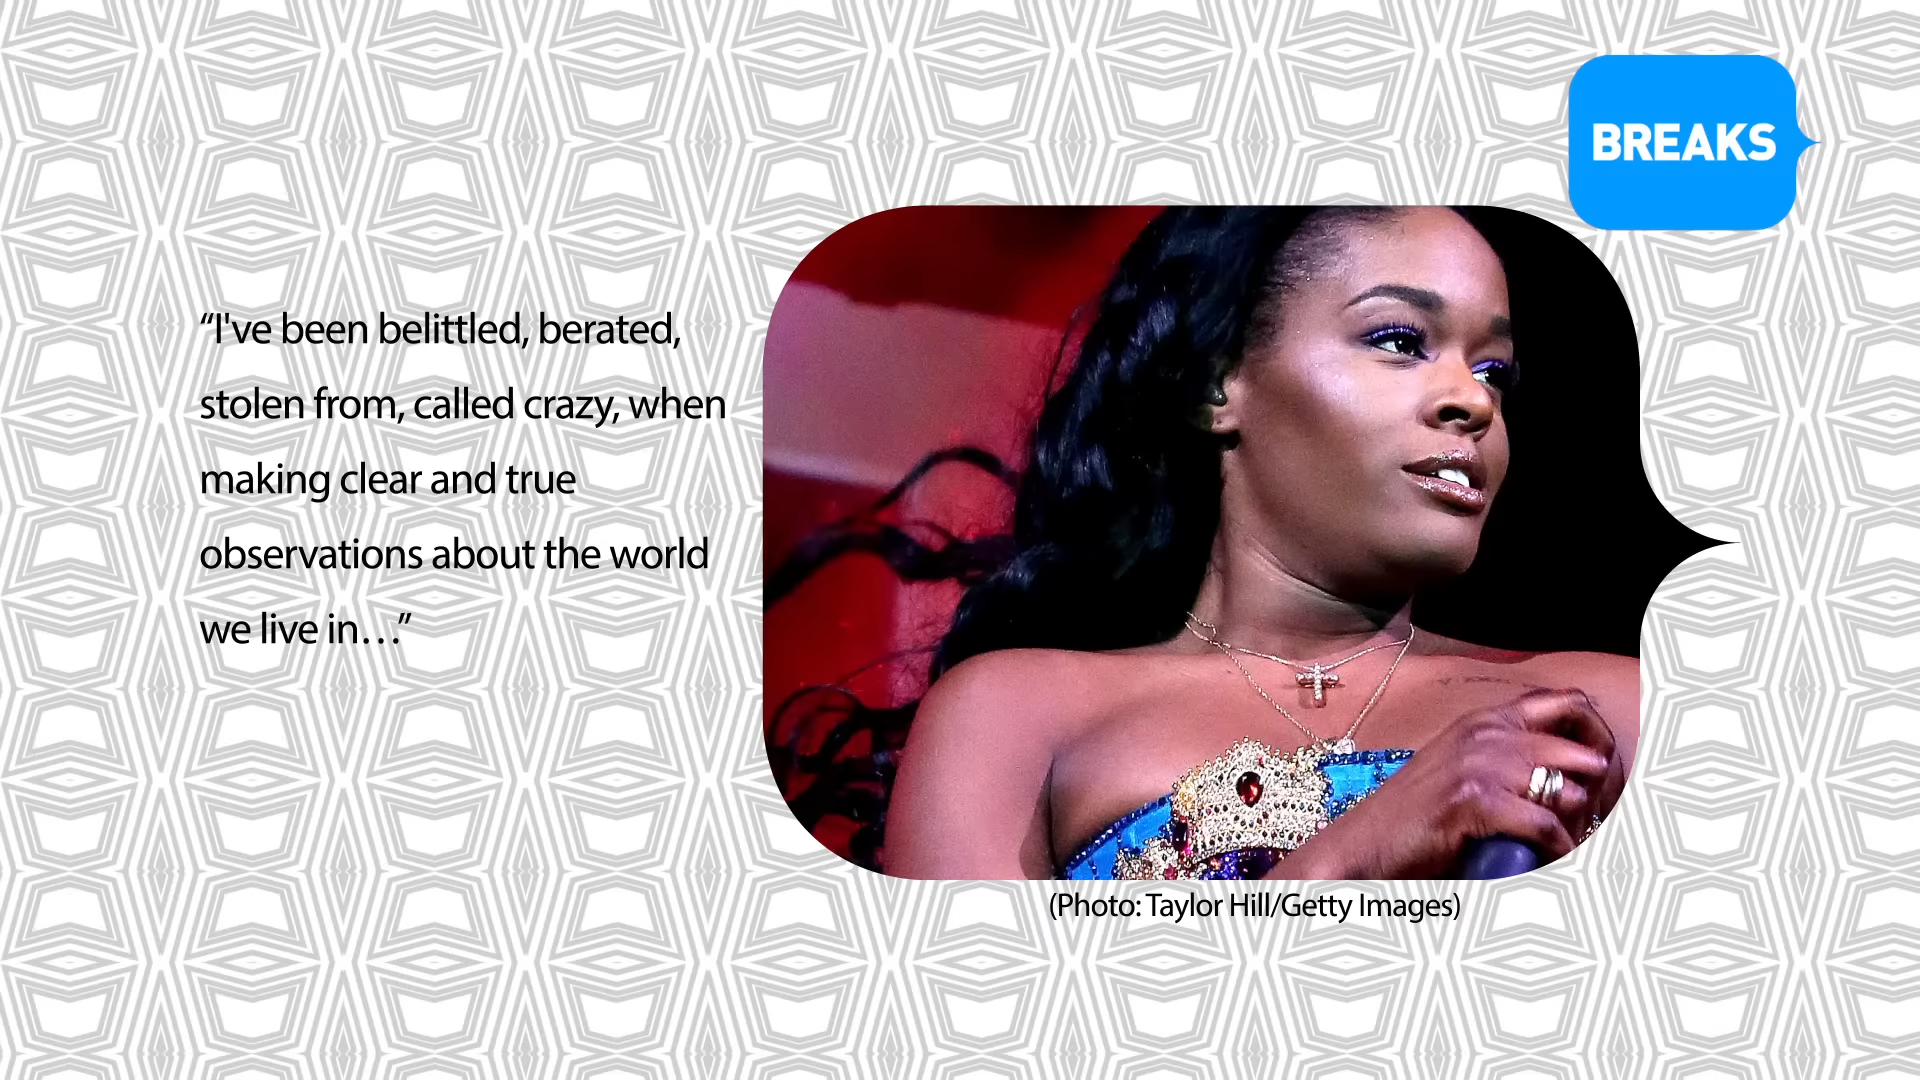 BREAKS
“I've been belittled, berated,
stolen from, called crazy, when
making clear and true
observations about the world
we live in…”
(Photo: Taylor Hill/Getty Images)